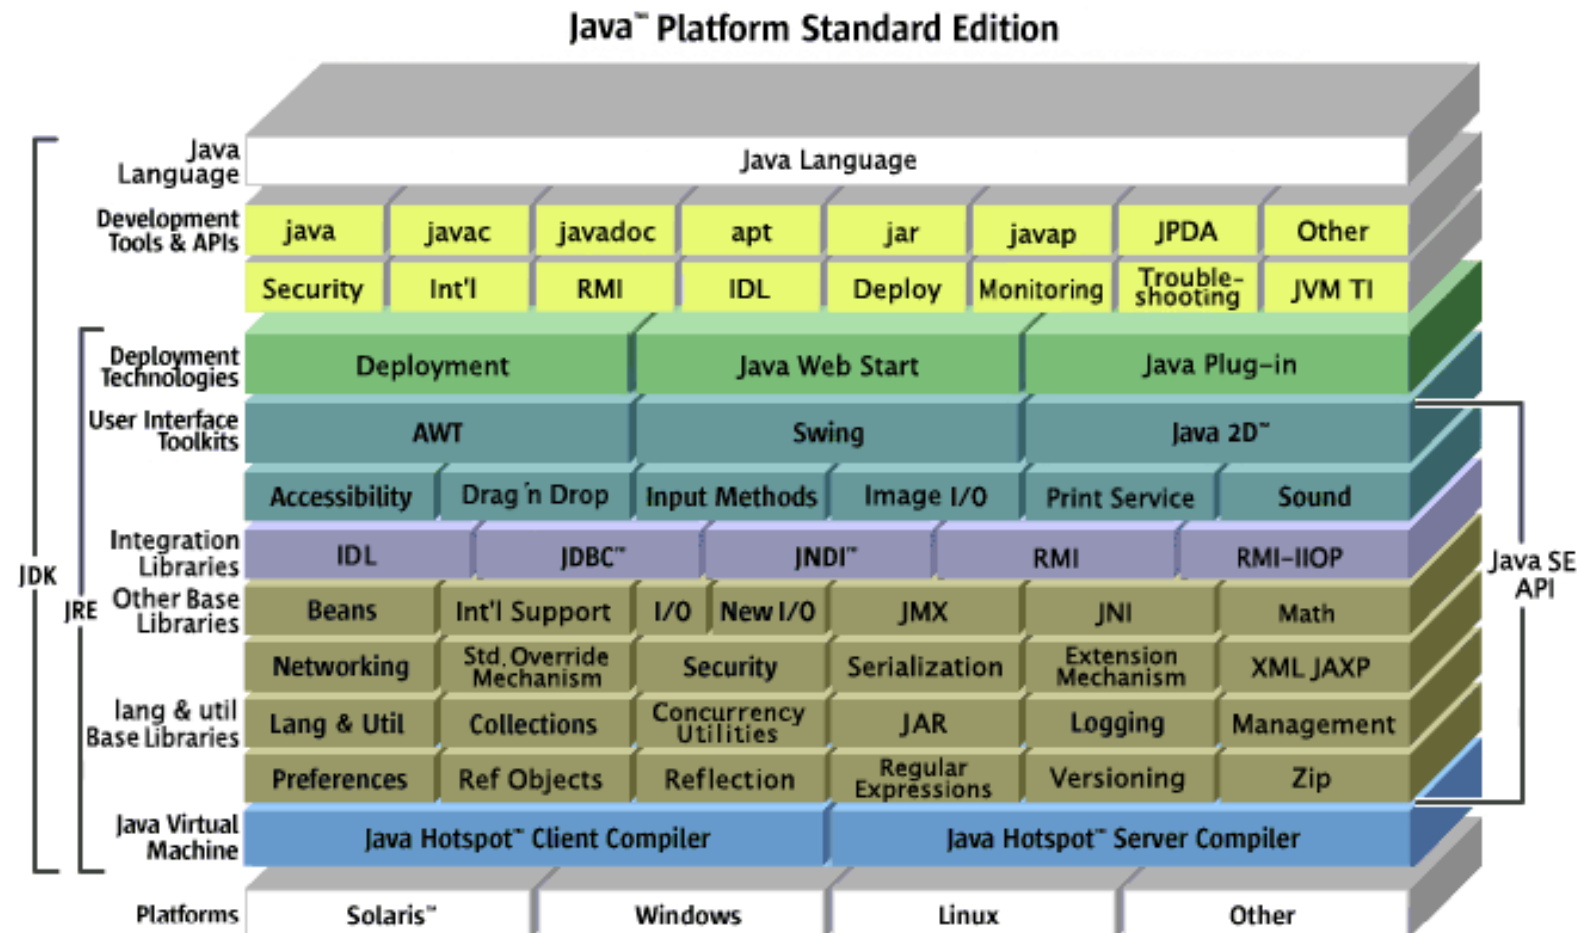 Java™ Platform Standard Edition
Java
Language
Java Language
Development
Tools & APIs
java
javac
javadoc
apt
jar
javap
JPDA
Other
Security
Int'l
RMI
IDL
Deploy
Monitoring
Trouble-
shooting
JVM TI
Deployment
Technologies
Deployment
Java Web Start
Java Plug-in
User Interface
Toolkits
AWT
Swing
Java 2D™
Accessibility
Drag 'n Drop
Input Methods
Image I/O
Print Service
Sound
Integration
Libraries
IDL
JDBC™
JNDI™
RMI
RMI-IIOP
JDK
JRE
Java SE
API
Other Base
Libraries
Beans
Int'l Support
I/O
New I/O
JMX
JNI
Math
Networking
Std. Override
Mechanism
Security
Serialization
Extension
Mechanism
XML JAXP
lang & util
Base Libraries
Lang & Util
Collections
Concurrency
Utilities
JAR
Logging
Management
Preferences
Ref Objects
Reflection
Regular
Expressions
Versioning
Zip
Java Virtual
Machine
Java Hotspot™ Client Compiler
Java Hotspot™ Server Compiler
Platforms
Solaris™
Windows
Linux
Other